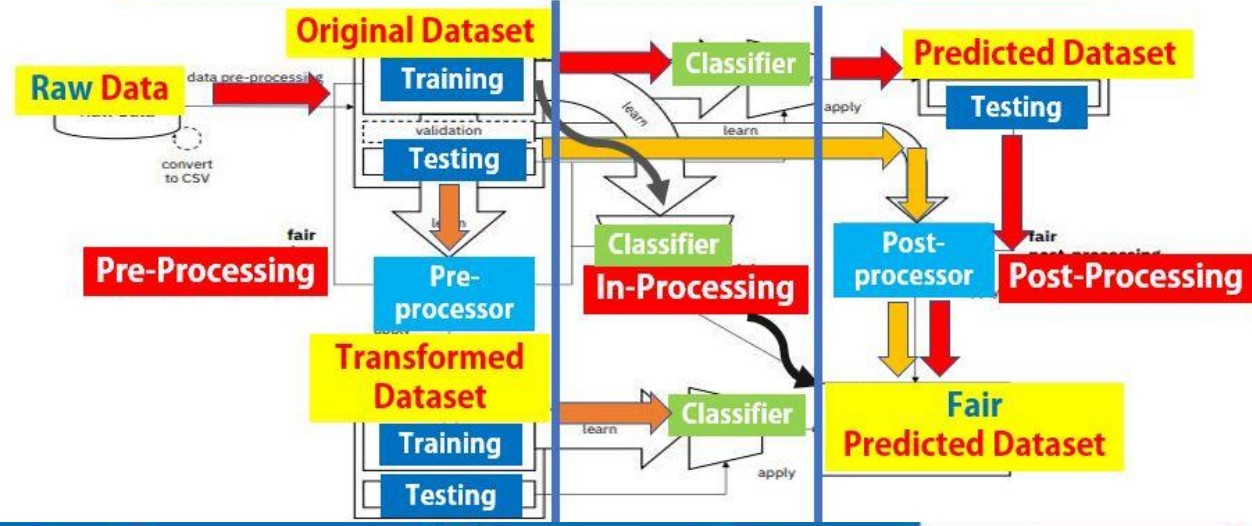 Original Dataset
Training
validation
Testing
Raw Data
data pre-processing
convert
to CSV
fair
Pre-Processing
learn
Pre-
processor
Transformed
Dataset
Training
Testing
Classifier
learn
learn
apply
Classifier
In-Processing
learn
Classifier
apply
Predicted Dataset
Testing
Post-
processor
fair
Post-Processing
Fair
Predicted Dataset